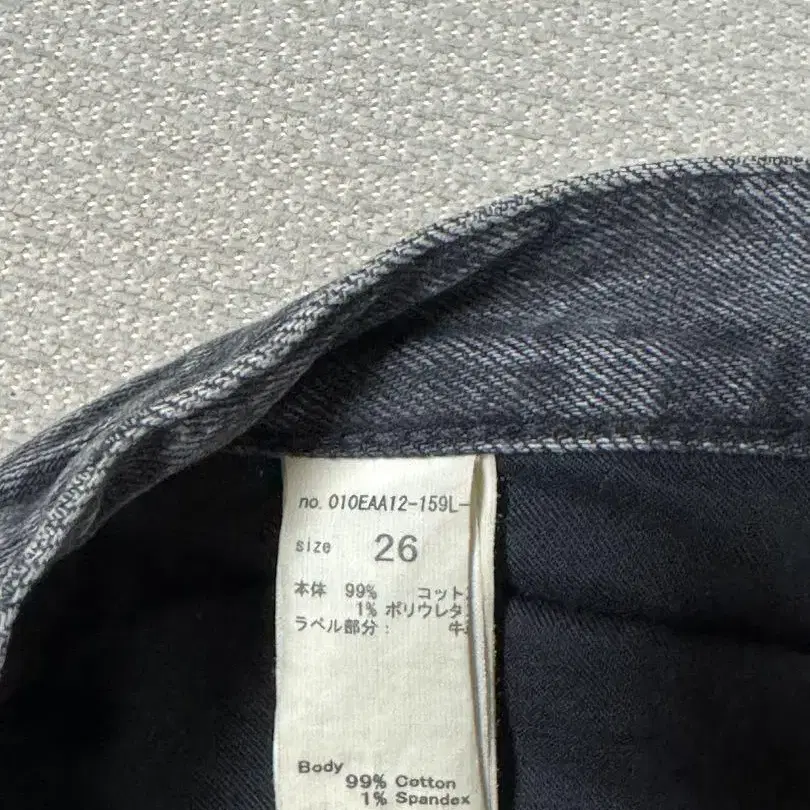 no. 010EAA12-159L-
size 26
本体 99% コット
1% ポリウレタ
ラベル部分: 牛
Body
99% Cotton
1% Spandex